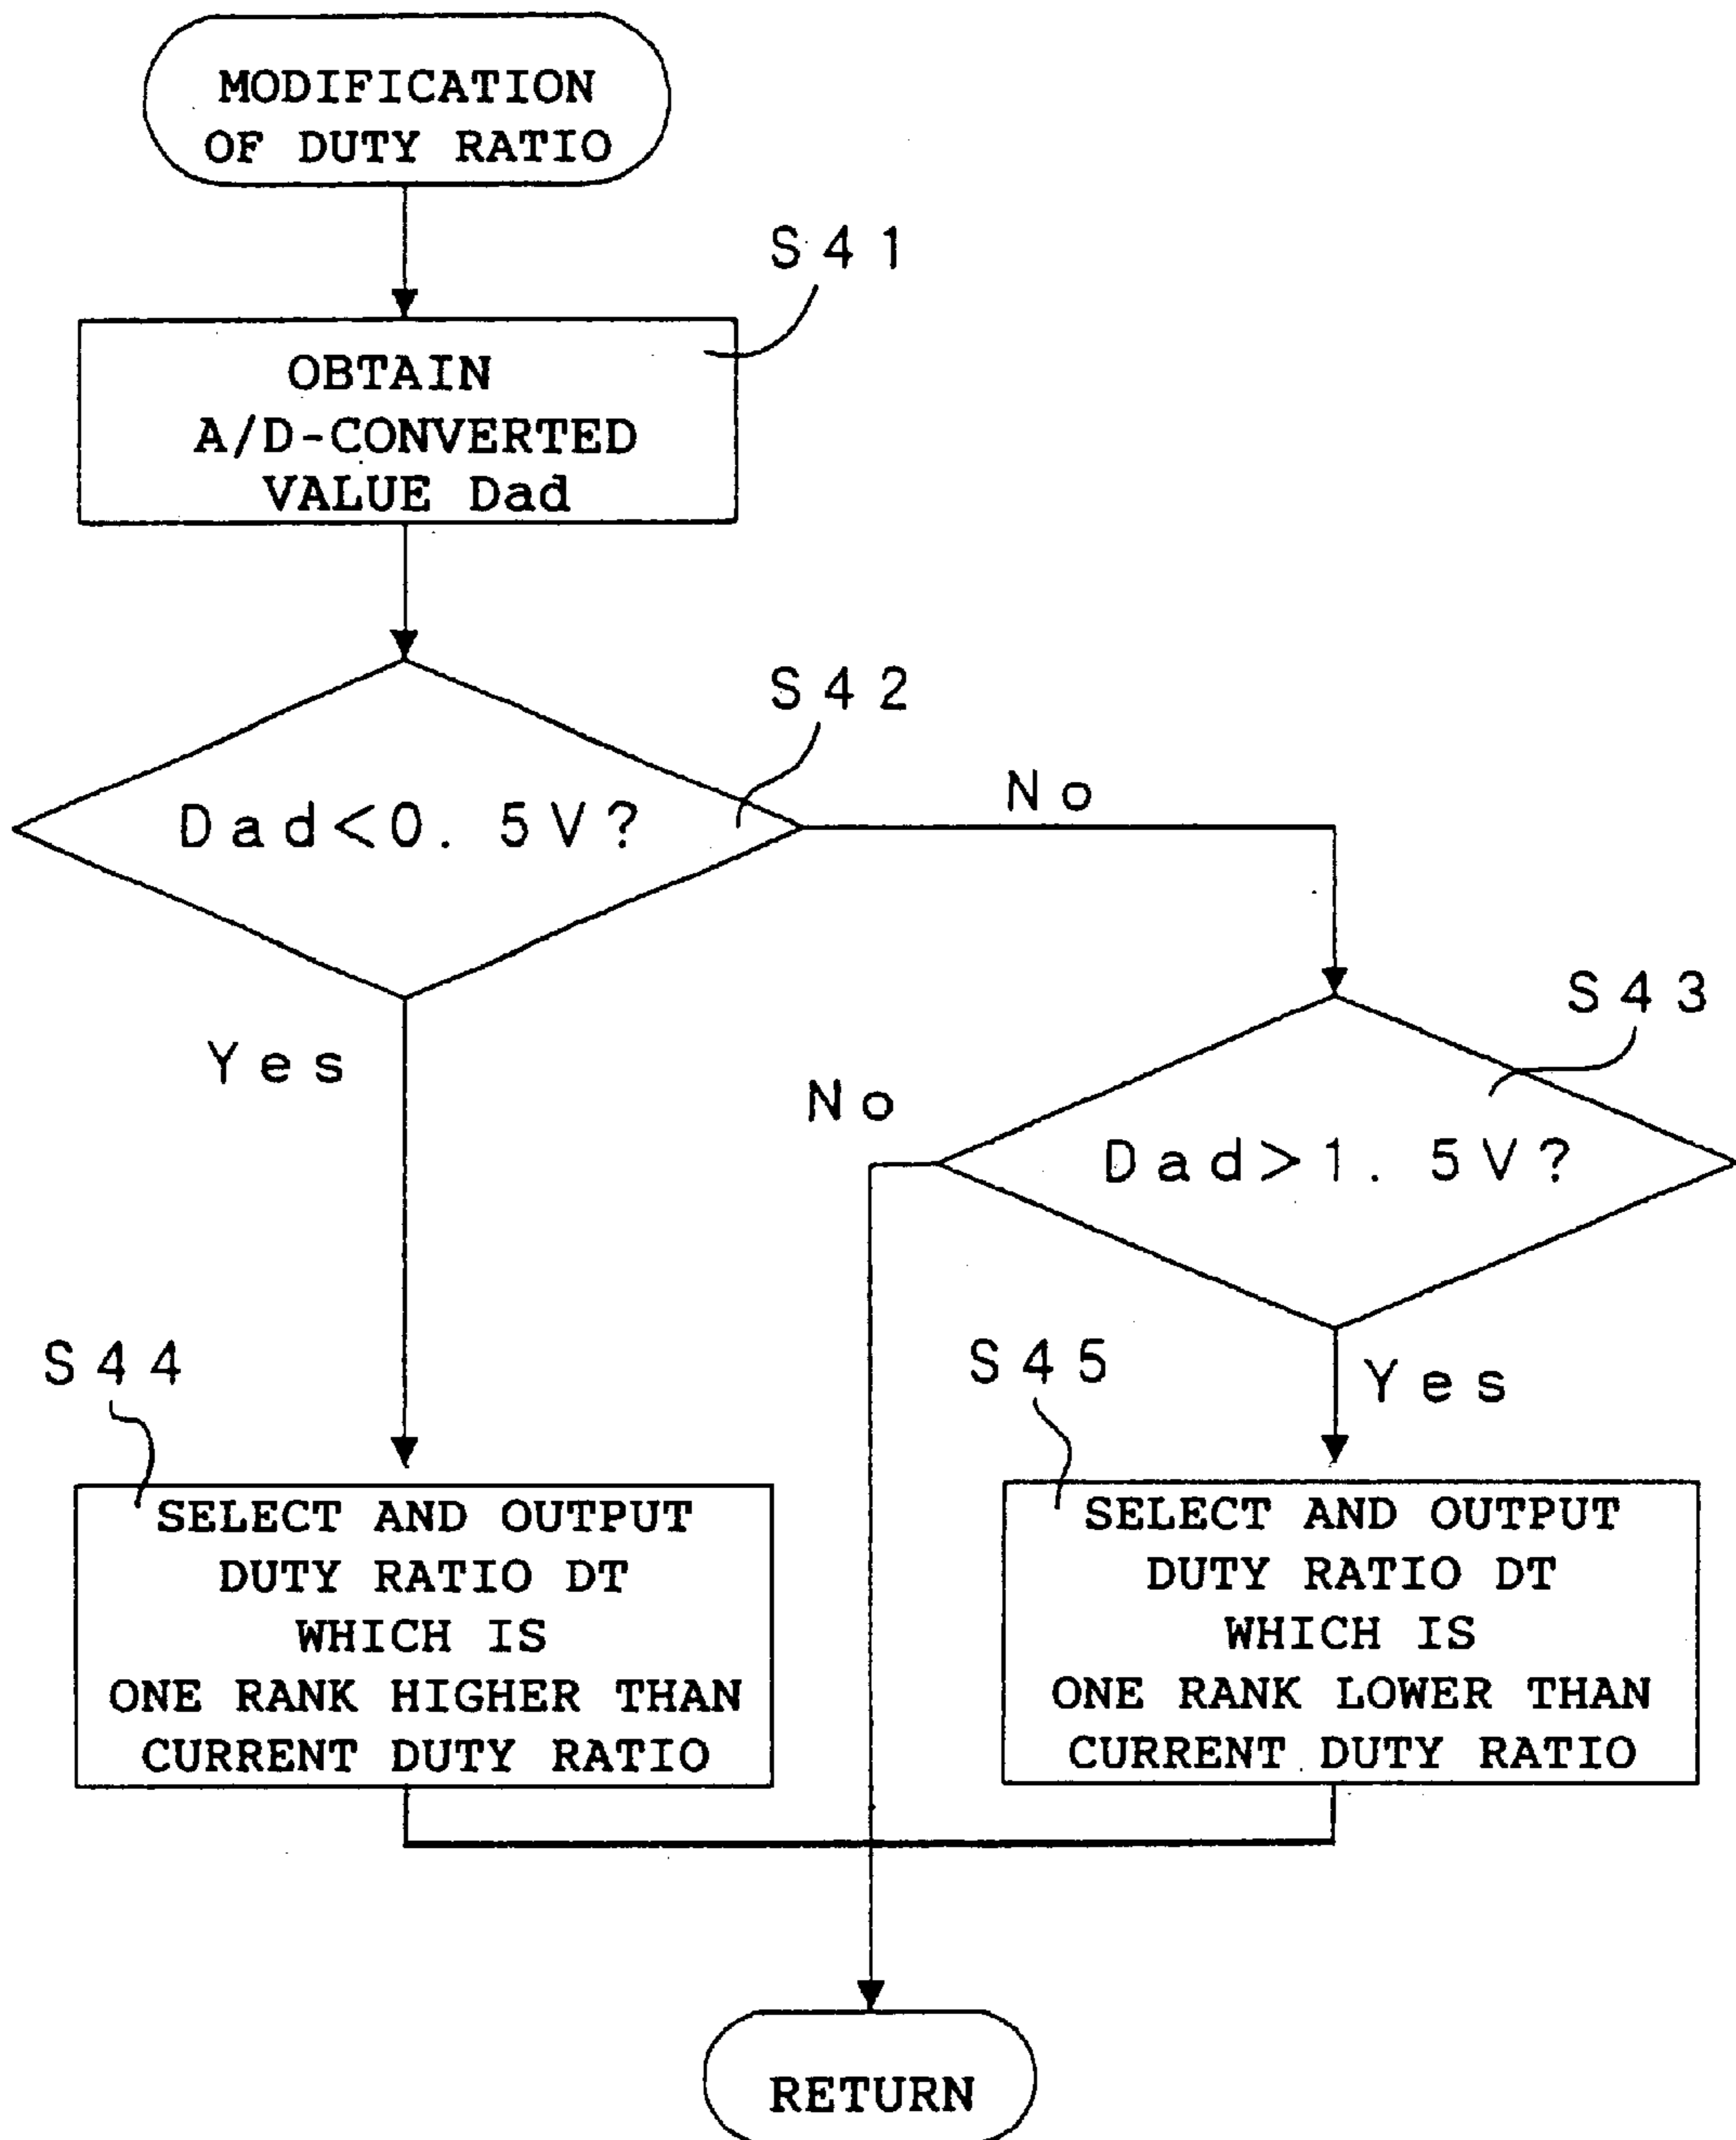 MODIFICATION
OF DUTY RATIO
S41
OBTAIN
A/D-CONVERTED
VALUE Dad
S42
Dad<0. 5V?
No
Yes
S43
No
Dad>1. 5V?
S44
S45
Yes
SELECT AND OUTPUT
DUTY RATIO DT
WHICH IS
ONE RANK HIGHER THAN
CURRENT DUTY RATIO
SELECT AND OUTPUT
DUTY RATIO DT
WHICH IS
ONE RANK LOWER THAN
CURRENT DUTY RATIO
RETURN